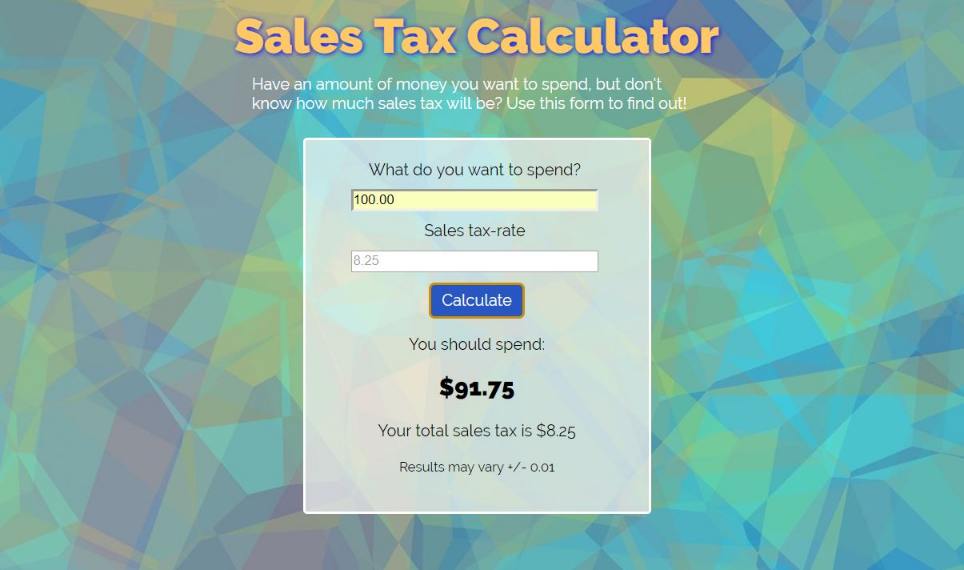 Sales Tax Calculator
Have an amount of money you want to spend, but don't
know how much sales tax will be? Use this form to find out!
What do you want to spend?
100.00
Sales tax-rate
8.25
Calculate
You should spend:
$91.75
Your total sales tax is $8.25
Results may vary +/- 0.01